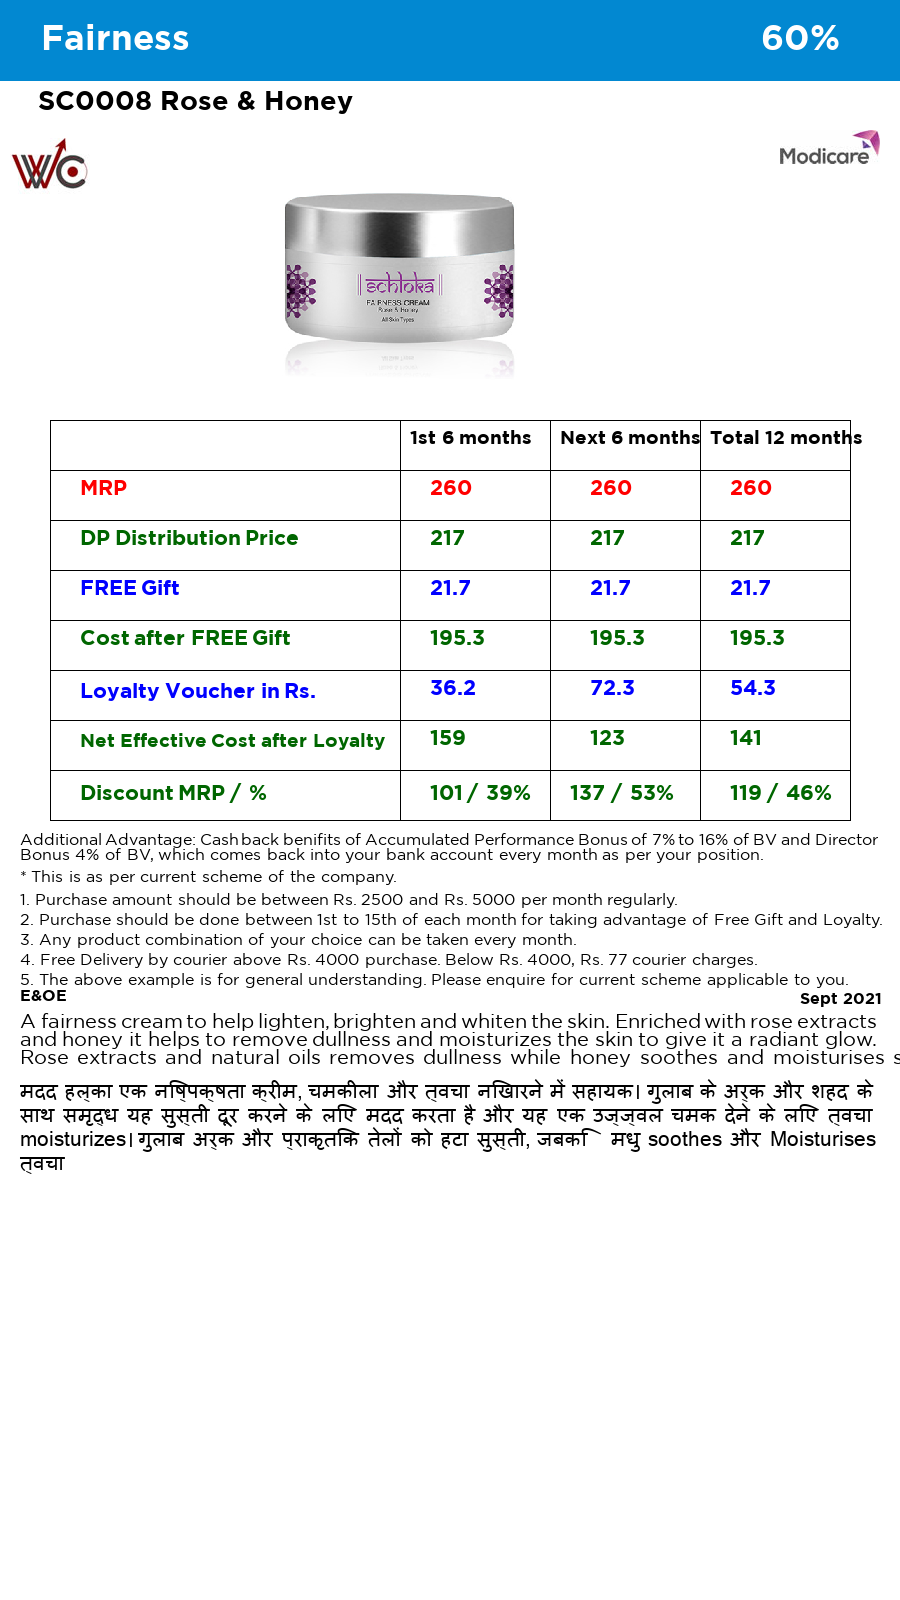 Fairness 60%
SC0008 Rose & Honey
WC
Modicare
schloka
FAIRNESS CREAM
Rose & Honey
All Skin Types
1st 6 months Next 6 months Total 12 months
MRP 260 260 260
DP Distribution Price 217 217 217
FREE Gift 21.7 21.7 21.7
Cost after FREE Gift 195.3 195.3 195.3
Loyalty Voucher in Rs. 36.2 72.3 54.3
Net Effective Cost after Loyalty 159 123 141
Discount MRP / % 101 / 39% 137 / 53% 119 / 46%
Additional Advantage: Cashback benifits of Accumulated Performance Bonus of 7% to 16% of BV and Director
Bonus 4% of BV, which comes back into your bank account every month as per your position.
* This is as per current scheme of the company.
1. Purchase amount should be between Rs. 2500 and Rs. 5000 per month regularly.
2. Purchase should be done between 1st to 15th of each month for taking advantage of Free Gift and Loyalty.
3. Any product combination of your choice can be taken every month.
4. Free Delivery by courier above Rs. 4000 purchase. Below Rs. 4000, Rs. 77 courier charges.
5. The above example is for general understanding. Please enquire for current scheme applicable to you.
E&OE
Sept 2021
A fairness cream to help lighten, brighten and whiten the skin. Enriched with rose extracts
and honey it helps to remove dullness and moisturizes the skin to give it a radiant glow.
Rose extracts and natural oils removes dullness while honey soothes and moisturises s
मदद हल्का एक निष्पक्षता क्रीम, चमकीला और त्वचा निखारने में सहायक। गुलाब के अर्क और शहद के
साथ समृद्ध यह सुस्ती दूर करने के लिए मदद करता है और यह एक उज्ज्वल चमक देने के लिए त्वचा
moisturizes। गुलाब अर्क और प्राकृतिक तेलों को हटा सुस्ती, जबकि मधु soothes और Moisturises
त्वचा